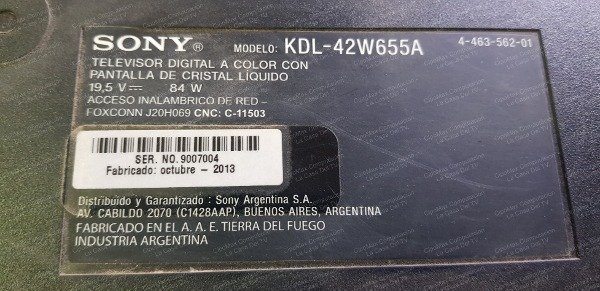 SONY® MODELO: KDL-42W655A 4-463-562-01
TELEVISOR DIGITAL A COLOR CON
PANTALLA DE CRISTAL LÍQUIDO
19,5 V⎓ 84 W
ACCESO INALAMBRICO DE RED -
FOXCONN J20H069 CNC: C-11503
SER. NO.9007004
Fabricado: octubre - 2013
Distribuido y Garantizado : Sony Argentina S.A.
AV. CABILDO 2070 (C1428AAP), BUENOS AIRES, ARGENTINA
FABRICADO EN EL A. A. E. TIERRA DEL FUEGO
INDUSTRIA ARGENTINA